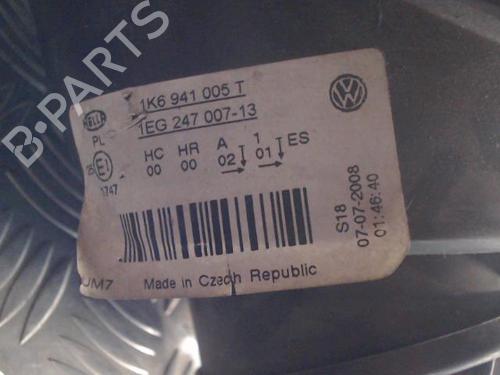 HELLA
1K6 941 005 T
1EG 247 007-13
PL
E1
HC HR A 1 ES
00 00 02 01
1747
S18
07-07-2008
01:46:40
JM7
Made in Czech Republic